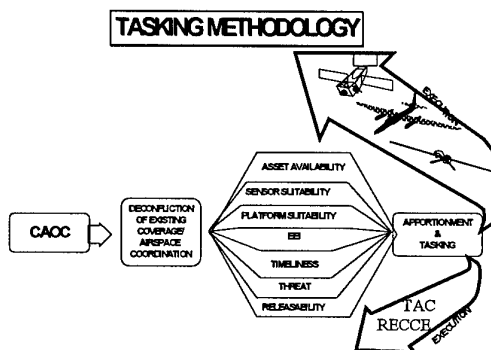 TASKING METHODOLOGY
EXECUTION
ASSET AVAILABILITY
SENSOR SUITABILITY
PLATFORM SUITABILITY
EEI
TIMELINESS
THREAT
RELEASABILITY
CAOC
DECONFLICTION
OF EXISTING
COVERAGE/
AIRSPACE
COORDINATION
APPORTIONMENT
&
TASKING
TAC
RECCE
EXECUTION